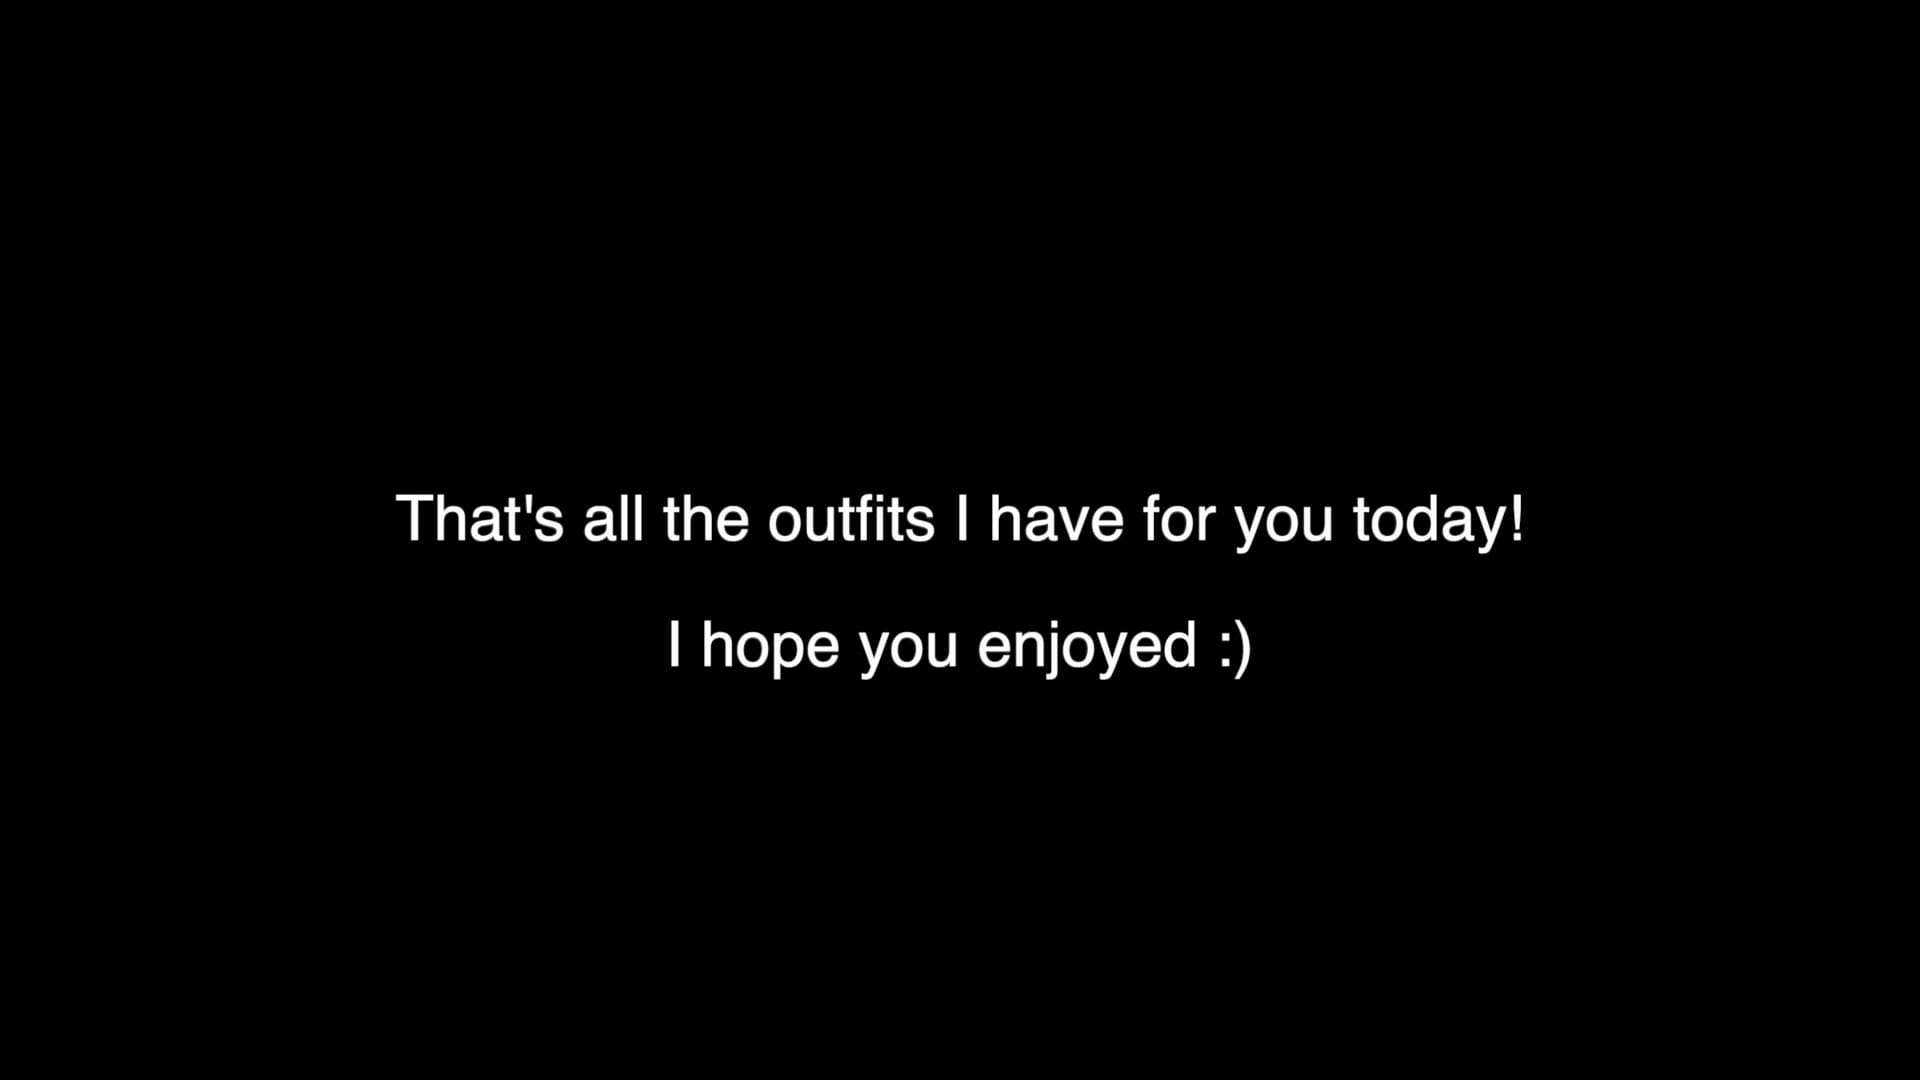 That's all the outfits I have for you today!
I hope you enjoyed :)